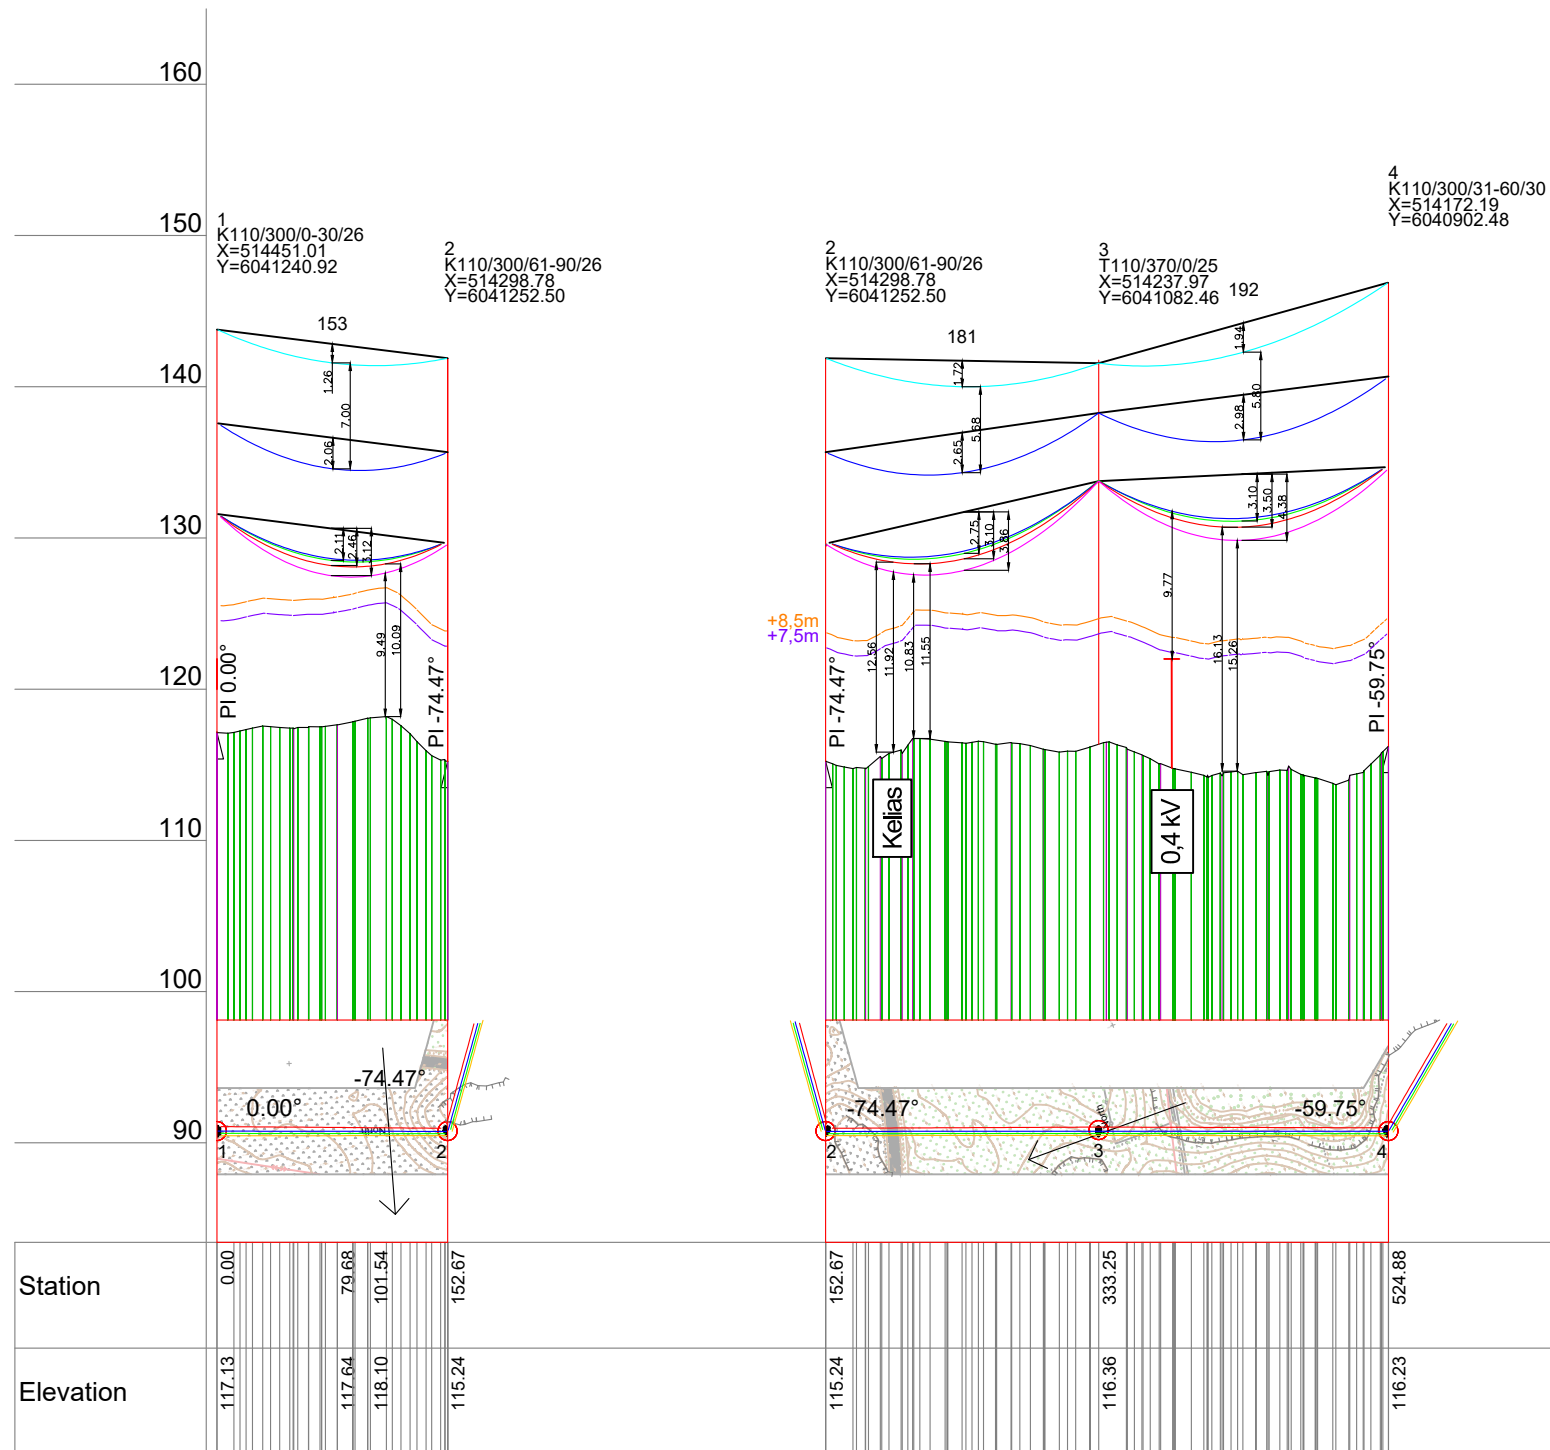 160
150
140
130
120
110
100
90
1
K110/300/0-30/26
X=514451.01
Y=6041240.92
2
K110/300/61-90/26
X=514298.78
Y=6041252.50
153
1.26
7.00
2.06
2.11
2.46
3.12
9.49
10.09
PI 0.00°
PI -74.47°
2
K110/300/61-90/26
X=514298.78
Y=6041252.50
3
T110/370/0/25
X=514237.97
Y=6041082.46
4
K110/300/31-60/30
X=514172.19
Y=6040902.48
181
192
1.72
5.68
2.65
2.75
3.10
3.86
1.94
5.80
2.98
3.10
3.50
4.38
12.56
11.92
10.83
11.55
9.77
16.13
15.26
+8,5m
+7,5m
PI -74.47°
PI -59.75°
Kelias
0,4 kV
-74.47°
0.00°
North
1
2
-74.47°
-59.75°
North
2
3
4
Station
0.00
79.68
101.54
152.67
152.67
333.25
524.88
Elevation
117.13
117.64
118.10
115.24
115.24
116.36
116.23